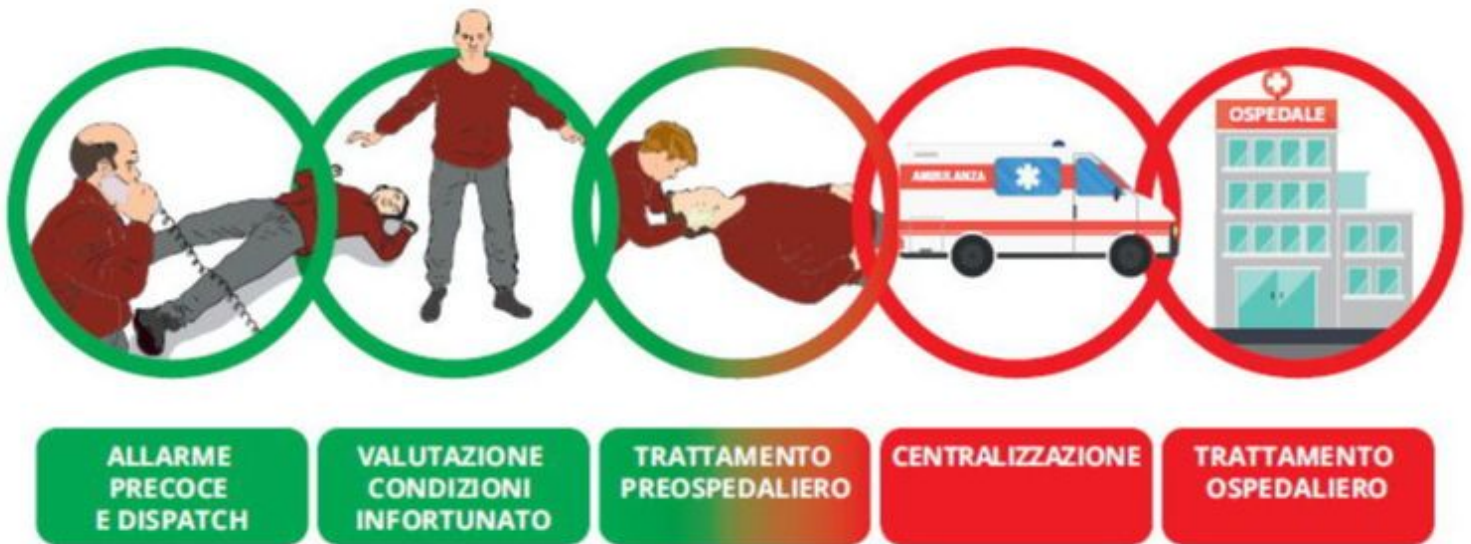 OSPEDALE
AMBULANZA
ALLARME
PRECOCE
E DISPATCH
VALUTAZIONE
CONDIZIONI
INFORTUNATO
TRATTAMENTO
PREOSPEDALIERO
CENTRALIZZAZIONE
TRATTAMENTO
OSPEDALIERO